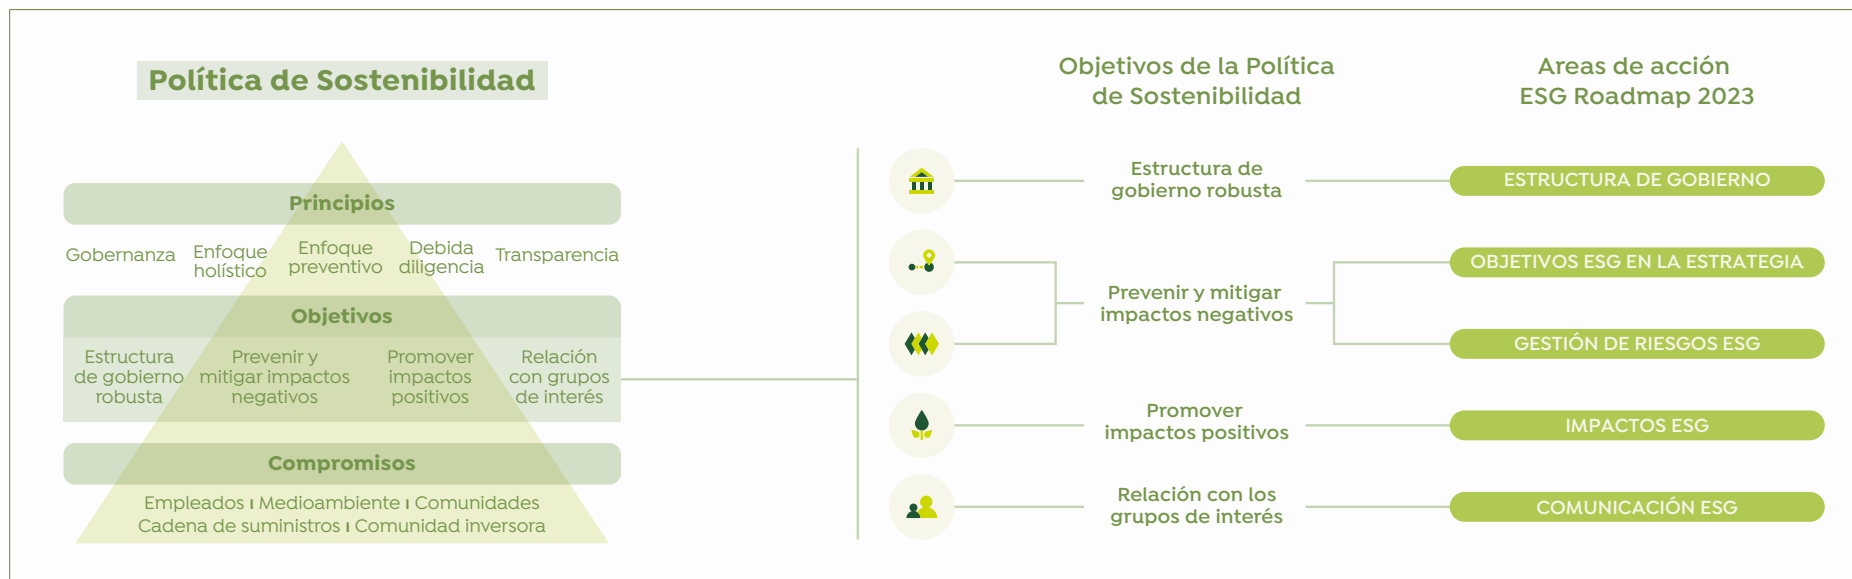 Política de Sostenibilidad
Principios
Gobernanza
Enfoque
holístico
Enfoque
preventivo
Debida
diligencia
Transparencia
Objetivos
Estructura
de gobierno
robusta
Prevenir y
mitigar impactos
negativos
Promover
impactos
positivos
Relación
con grupos
de interés
Compromisos
Empleados ı Medioambiente ı Comunidades
Cadena de suministros ı Comunidad inversora
Objetivos de la Política
de Sostenibilidad
Areas de acción
ESG Roadmap 2023
Estructura de
gobierno robusta
ESTRUCTURA DE GOBIERNO
Prevenir y mitigar
impactos negativos
OBJETIVOS ESG EN LA ESTRATEGIA
GESTIÓN DE RIESGOS ESG
Promover
impactos positivos
IMPACTOS ESG
Relación con los
grupos de interés
COMUNICACIÓN ESG